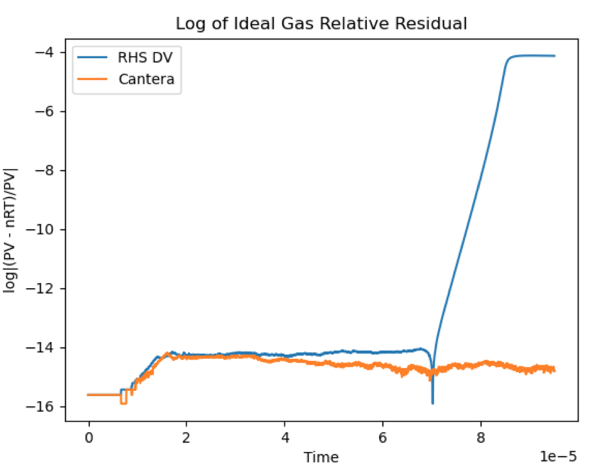 Log of Ideal Gas Relative Residual
RHS DV
Cantera
log|(PV - nRT)/PV|
−4
−6
−8
−10
−12
−14
−16
0
2
4
6
8
1e−5
Time